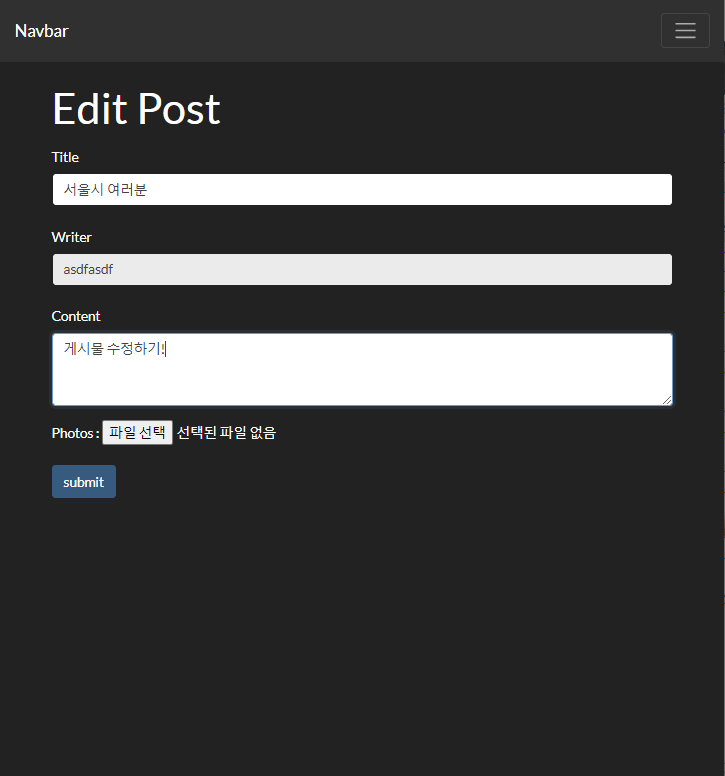 Navbar
Edit Post
Title
서울시 여러분
Writer
asdfasdf
Content
게시물 수정하기!
Photos : 파일 선택 선택된 파일 없음
submit